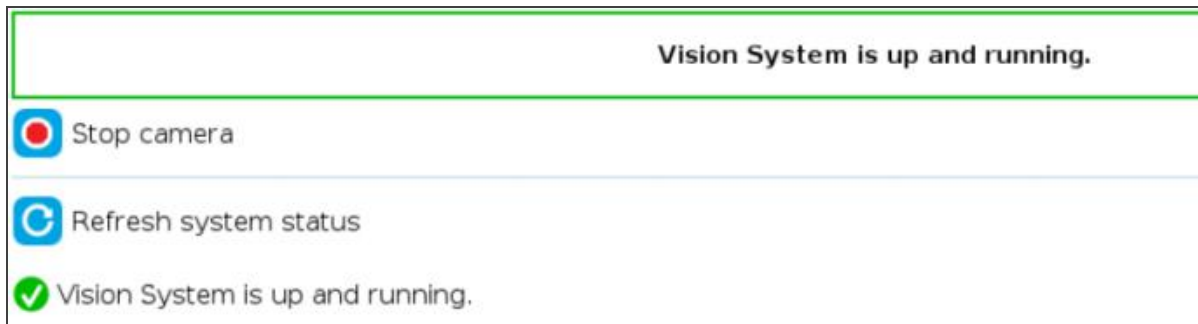 Vision System is up and running.
Stop camera
Refresh system status
Vision System is up and running.